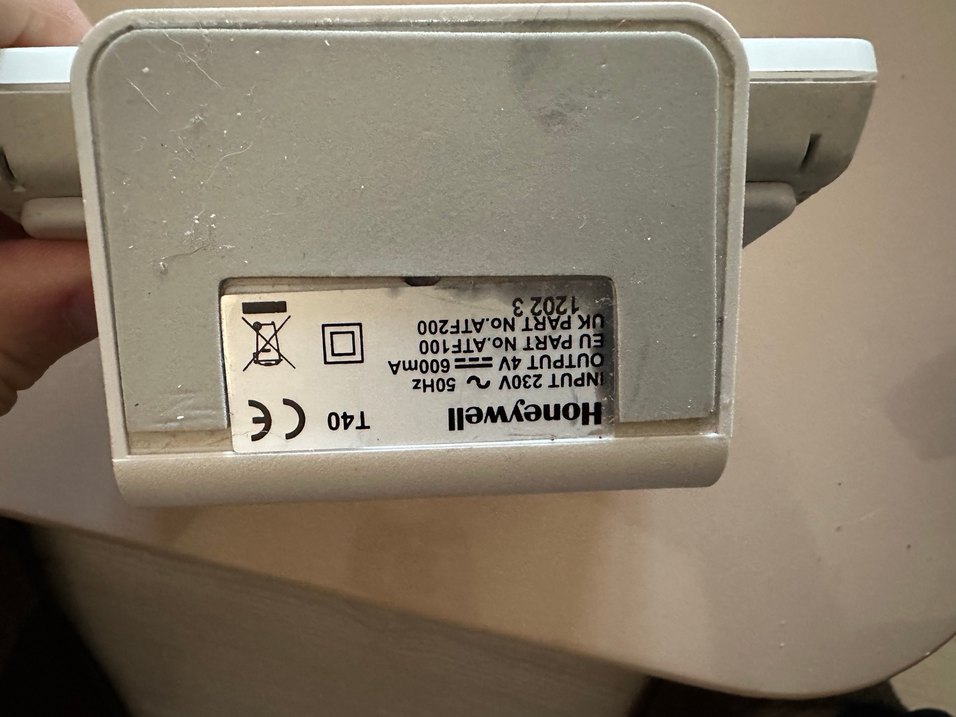 Honeywell T40 CE
INPUT 230V ~ 50Hz
OUTPUT 4V ⎓ 600mA
EU PART No.ATF100
UK PART No.ATF200
1202 3